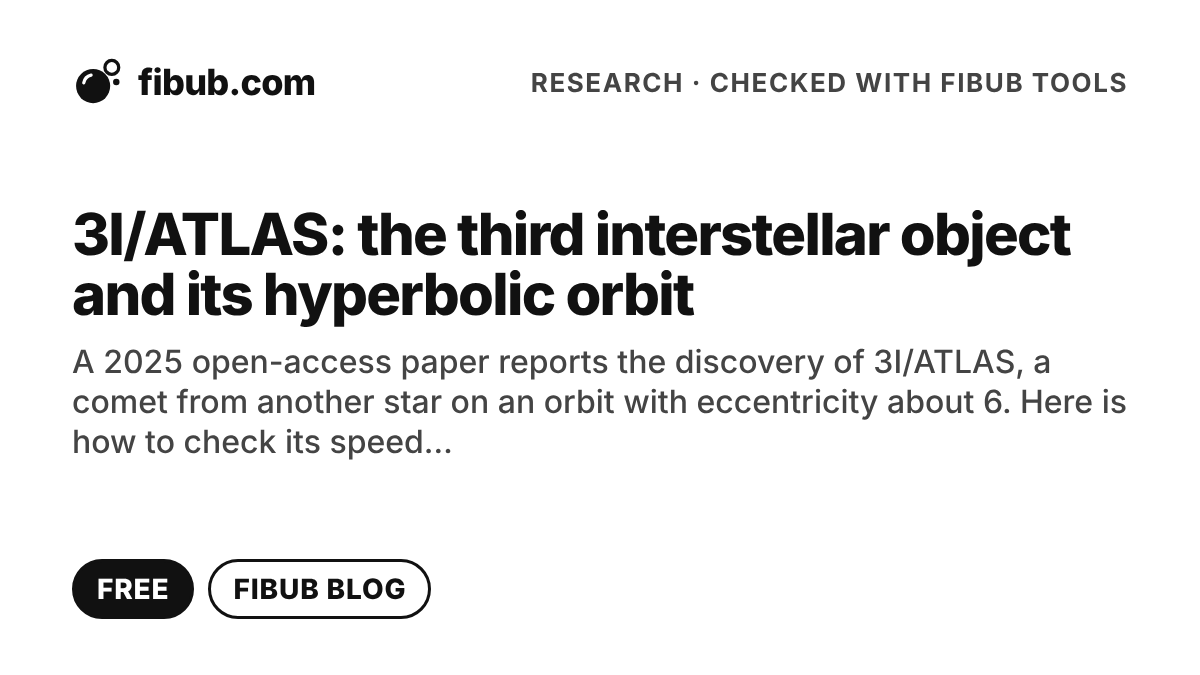 fibub.com
RESEARCH · CHECKED WITH FIBUB TOOLS
3I/ATLAS: the third interstellar object
and its hyperbolic orbit
A 2025 open-access paper reports the discovery of 3I/ATLAS, a
comet from another star on an orbit with eccentricity about 6. Here is
how to check its speed...
FREE
FIBUB BLOG